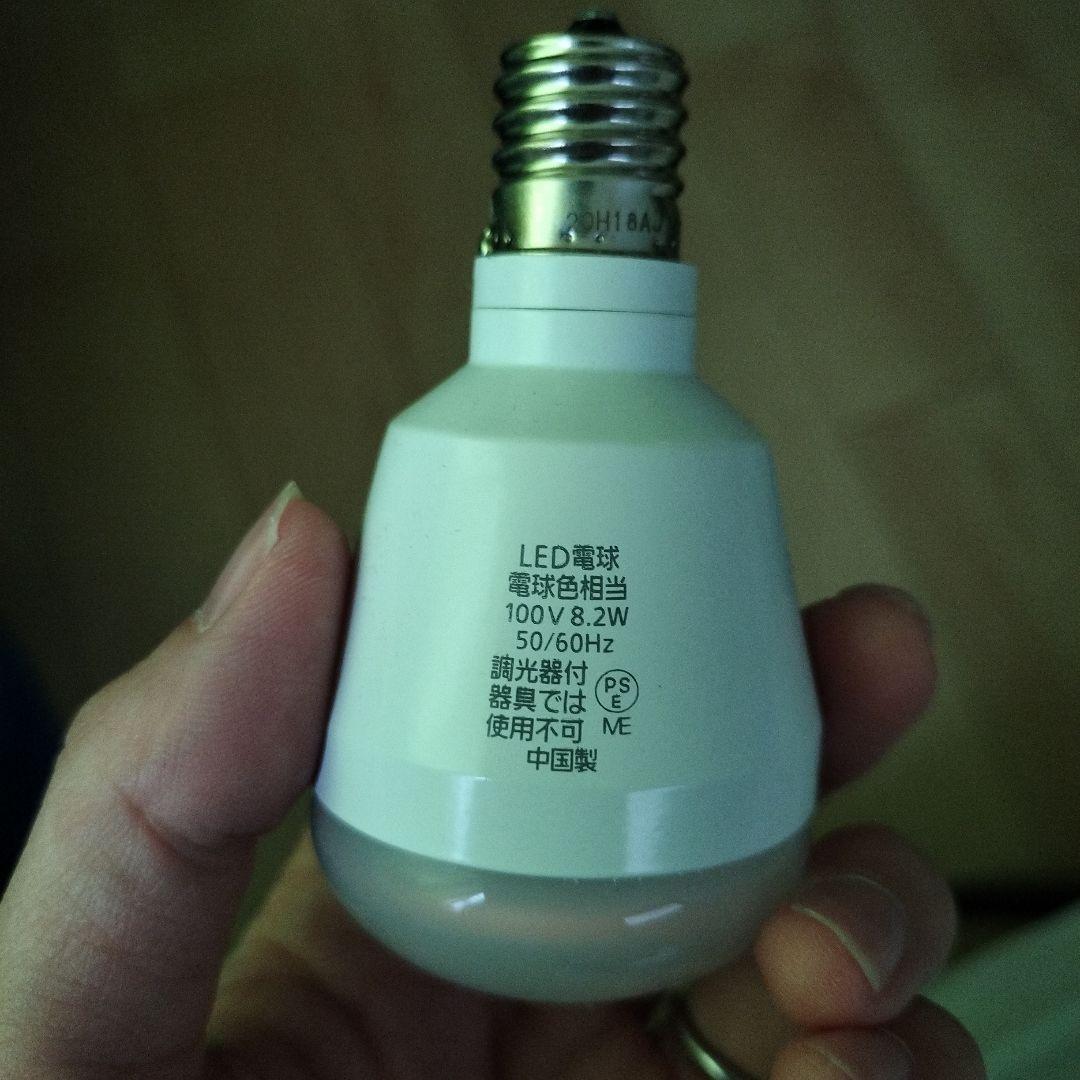 20H18AJ
LED電球
電球色相当
100V 8.2W
50/60Hz
調光器付
器具では
使用不可
PS
E
ME
中国製